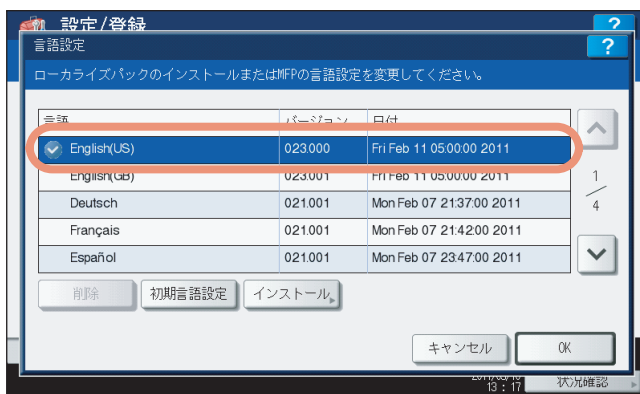 設定/登録 ?
言語設定 ?
ローカライズパックのインストールまたはMFPの言語設定を変更してください。
言語 バージョン 日付
English(US) 023.000 Fri Feb 11 05:00:00 2011
English(GB) 023.001 Fri Feb 11 05:00:00 2011
Deutsch 021.001 Mon Feb 07 21:37:00 2011
Français 021.001 Mon Feb 07 21:42:00 2011
Español 021.001 Mon Feb 07 23:47:00 2011
1
4
削除 初期言語設定 インストール
キャンセル OK
13 : 17 状況確認